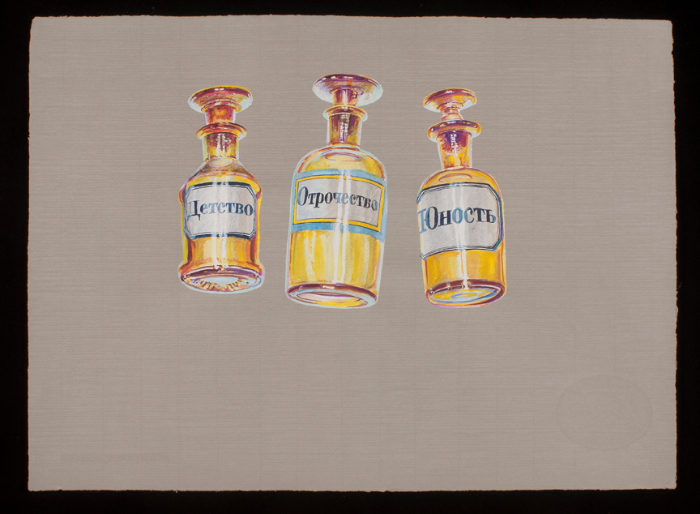 Детство
Отрочество
Юность